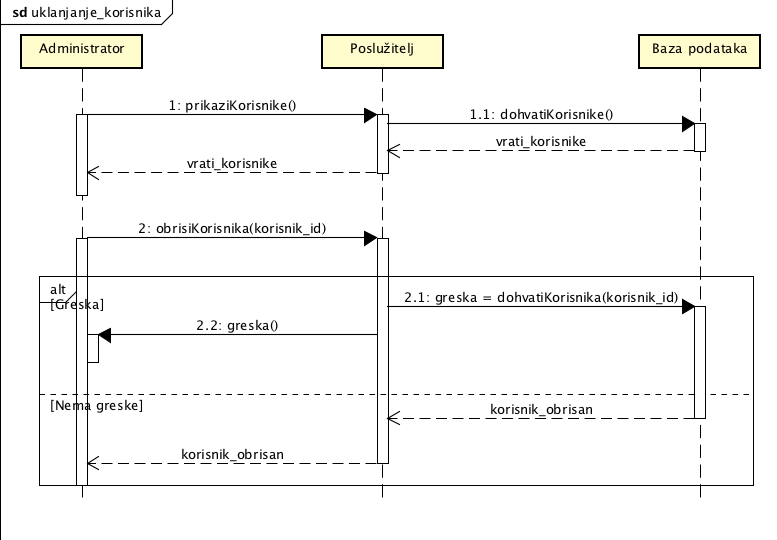 sd uklanjanje_korisnika
Administrator
Poslužitelj
Baza podataka
1: prikaziKorisnike()
1.1: dohvatiKorisnike()
vrati_korisnike
vrati_korisnike
2: obrisiKorisnika(korisnik_id)
alt
[Greska]
2.1: greska = dohvatiKorisnika(korisnik_id)
2.2: greska()
[Nema greske]
korisnik_obrisan
korisnik_obrisan